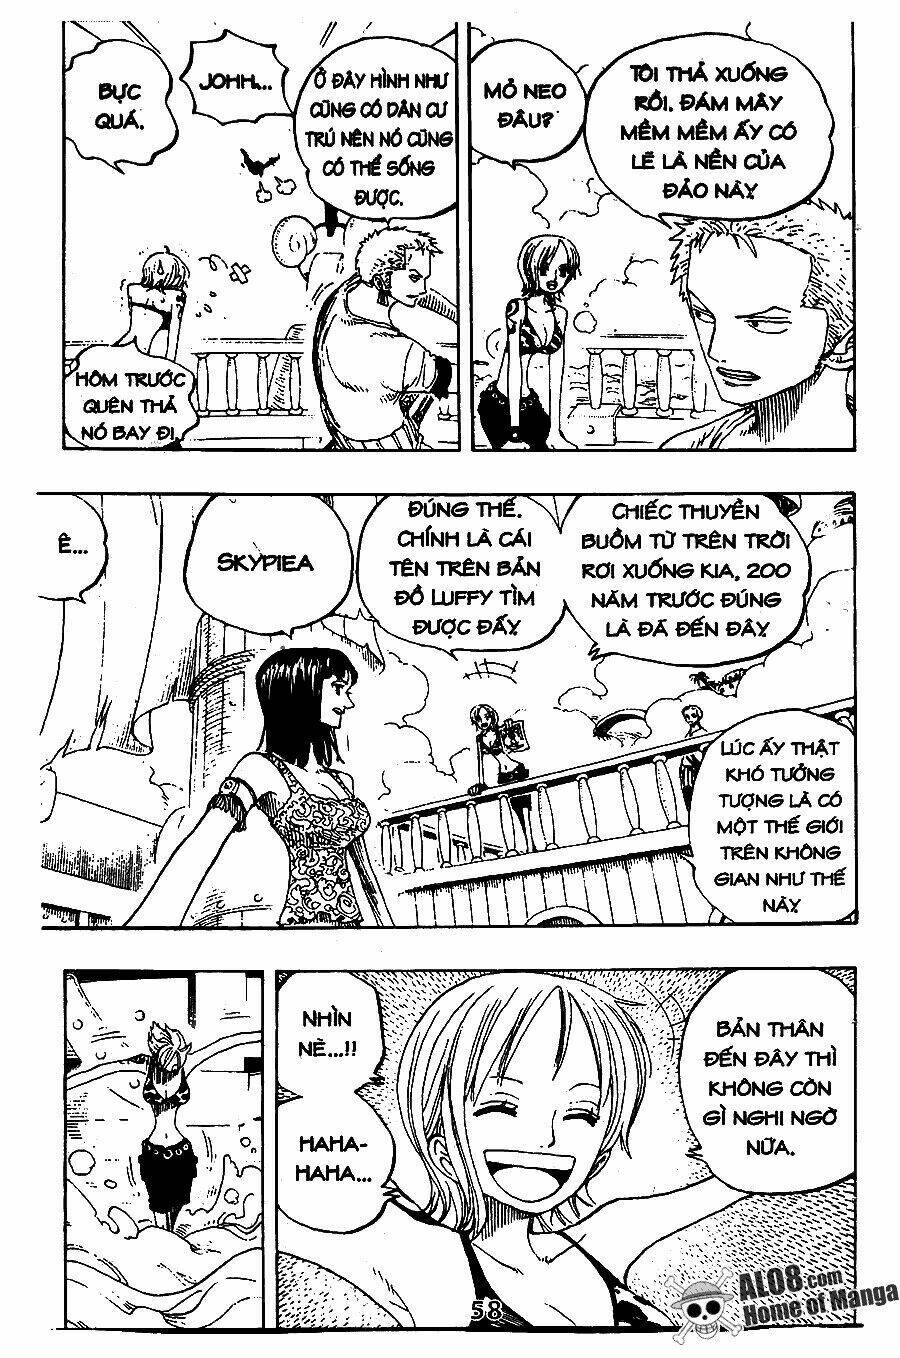 TÔI THẢ XUỐNG
RỒI. ĐÁM MÂY
MỀM MỀM ẤY CÓ
LẼ LÀ NỀN CỦA
ĐẢO NÀY.
MỎ NEO
ĐÂU?
Ở ĐÂY HÌNH NHƯ
CŨNG CÓ DÂN CƯ
TRÚ NÊN NÓ CŨNG
CÓ THỂ SỐNG
ĐƯỢC.
JOHH...
BỰC
QUÁ.
HÔM TRƯỚC
QUÊN THẢ
NÓ BAY ĐI.
CHIẾC THUYỀN
BUỒM TỪ TRÊN TRỜI
RƠI XUỐNG KIA, 200
NĂM TRƯỚC ĐÚNG
LÀ ĐÃ ĐẾN ĐÂY.
ĐÚNG THẾ.
CHÍNH LÀ CÁI
TÊN TRÊN BẢN
ĐỒ LUFFY TÌM
ĐƯỢC ĐẤY.
SKYPIEA
Ê...
LÚC ẤY THẬT
KHÓ TƯỞNG
TƯỢNG LÀ CÓ
MỘT THẾ GIỚI
TRÊN KHÔNG
GIAN NHƯ THẾ
NÀY.
BẢN THÂN
ĐẾN ĐÂY THÌ
KHÔNG CÒN
GÌ NGHI NGỜ
NỮA.
NHÌN
NÈ...!!
HAHA-
HAHA...
58
AL08.com
Home of Manga